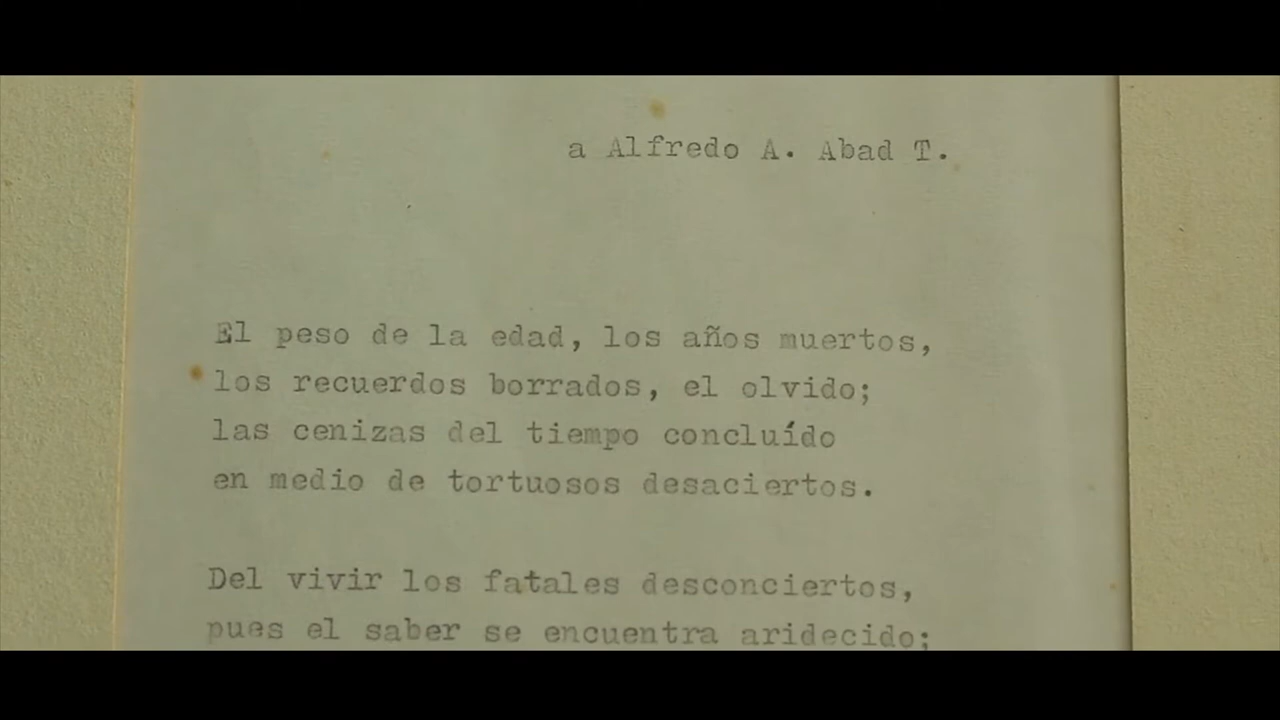 a Alfredo A. Abad T.
El peso de la edad, los años muertos,
los recuerdos borrados, el olvido;
las cenizas del tiempo concluído
en medio de tortuosos desaciertos.
Del vivir los fatales desconciertos,
pues el saber se encuentra aridecido;